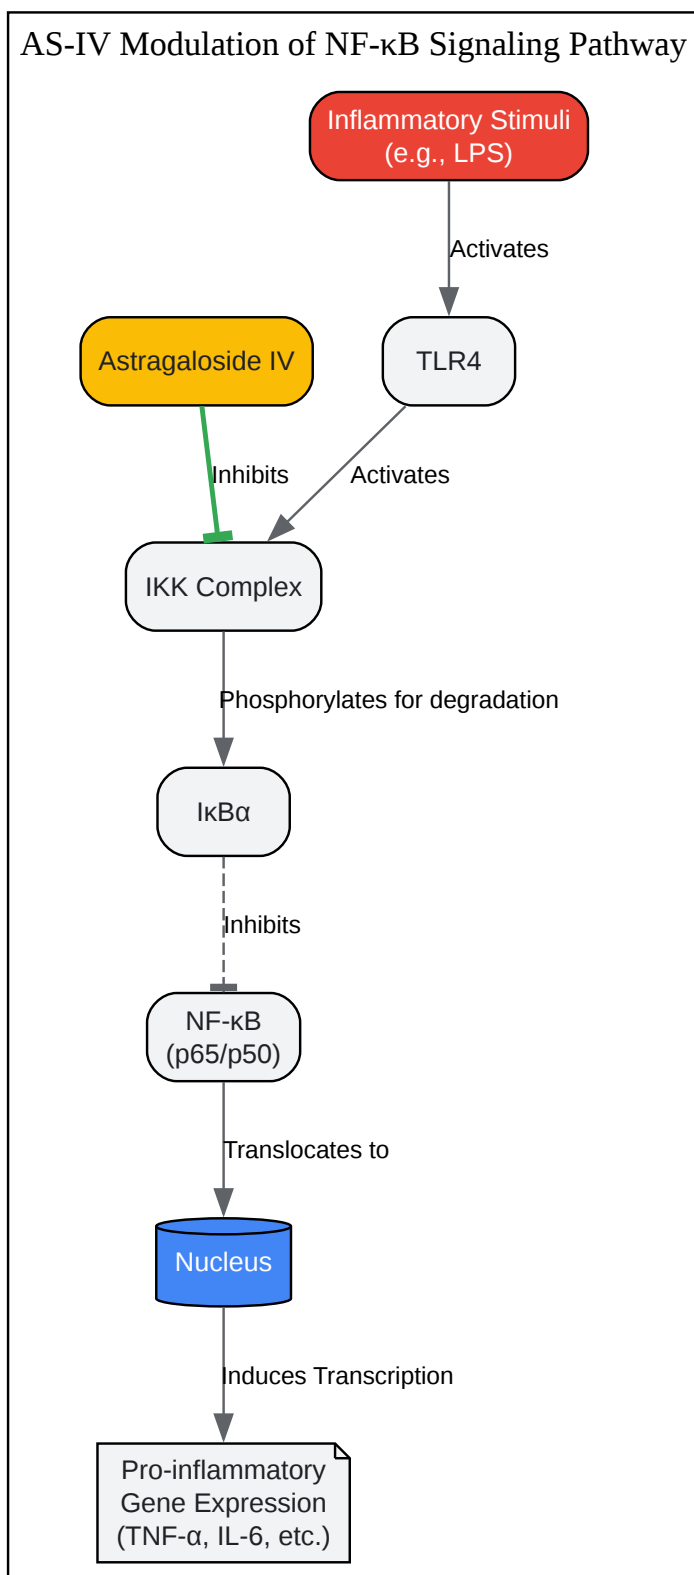 AS-IV Modulation of NF-κB Signaling Pathway
Inflammatory Stimuli
(e.g., LPS)
Activates
Astragaloside IV
TLR4
Inhibits
Activates
IKK Complex
Phosphorylates for degradation
IκBα
Inhibits
NF-κB
(p65/p50)
Translocates to
Nucleus
Induces Transcription
Pro-inflammatory
Gene Expression
(TNF-α, IL-6, etc.)